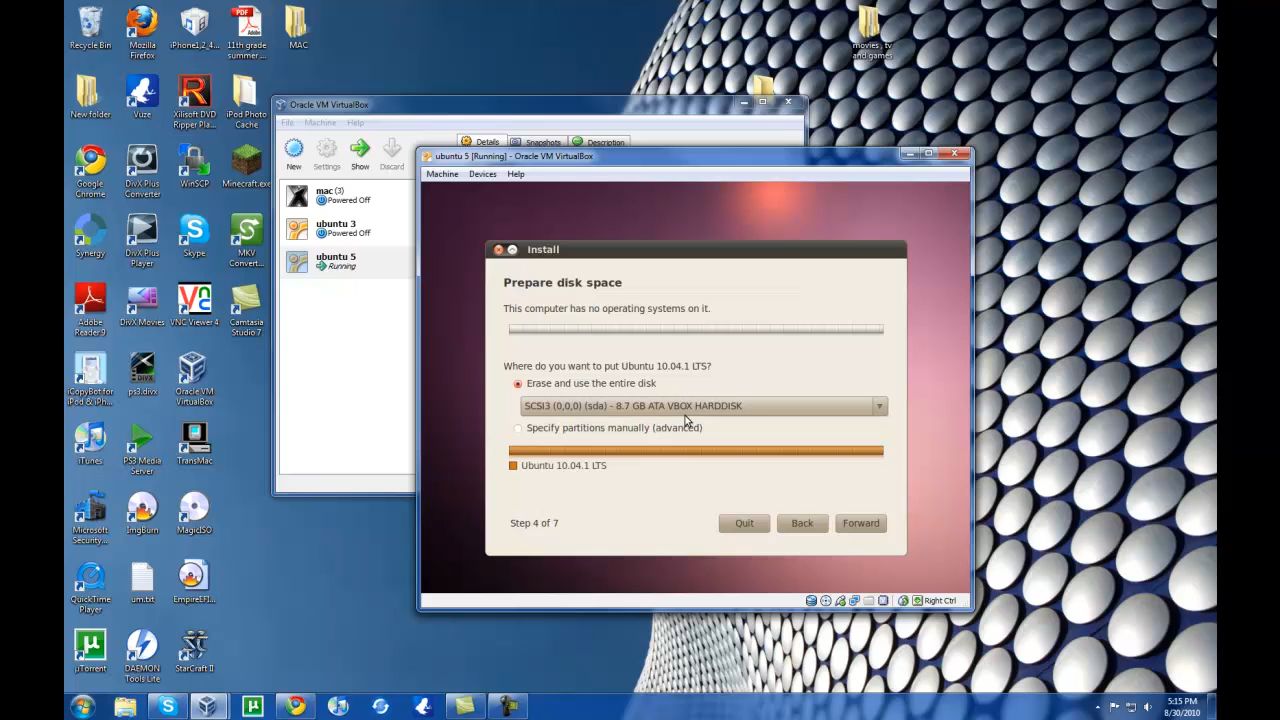 Recycle Bin
Mozilla
Firefox
iPhone1,2_4...
11th grade
summer ...
MAC
movies , tv
and games
New folder
Vuze
Xilisoft DVD
Ripper Pla...
iPod Photo
Cache
Google
Chrome
DivX Plus
Converter
WinSCP
Minecraft.exe
Synergy
DivX Plus
Player
Skype
MKV
Convert...
Adobe
Reader 9
DivX Movies
VNC Viewer 4
Camtasia
Studio 7
iCopyBot for
iPod & iPh...
ps3.divx
Oracle VM
VirtualBox
iTunes
PS3 Media
Server
TransMac
Microsoft
Security...
ImgBurn
MagicISO
QuickTime
Player
um.txt
EmpireEFI...
µTorrent
DAEMON
Tools Lite
StarCraft II
Oracle VM VirtualBox
File Machine Help
New Settings Show Discard
Details Snapshots Description
mac (3)
Powered Off
ubuntu 3
Powered Off
ubuntu 5
Running
ubuntu 5 [Running] - Oracle VM VirtualBox
Machine Devices Help
Install
Prepare disk space
This computer has no operating systems on it.
Where do you want to put Ubuntu 10.04.1 LTS?
Erase and use the entire disk
SCSI3 (0,0,0) (sda) - 8.7 GB ATA VBOX HARDDISK
Specify partitions manually (advanced)
Ubuntu 10.04.1 LTS
Step 4 of 7
Quit Back Forward
Right Ctrl
5:15 PM
8/30/2010